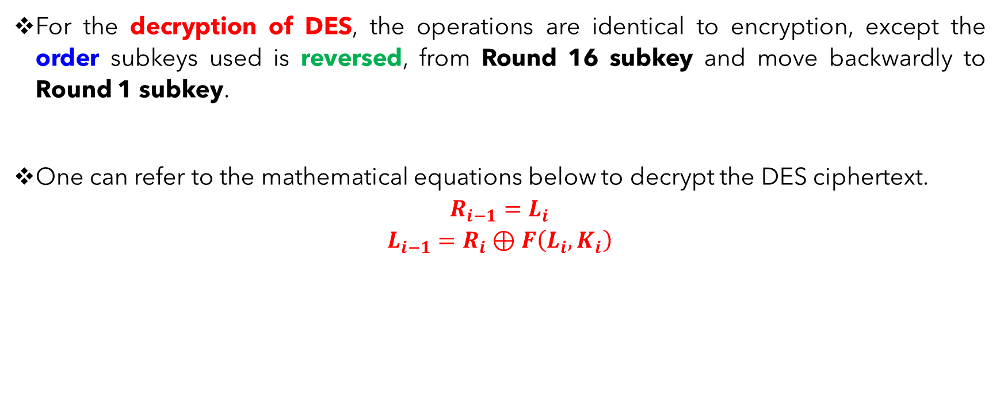 ❖For the decryption of DES, the operations are identical to encryption, except the
order subkeys used is reversed, from Round 16 subkey and move backwardly to
Round 1 subkey.
❖One can refer to the mathematical equations below to decrypt the DES ciphertext.
R_{i−1} = L_i
L_{i−1} = R_i ⊕ F(L_i, K_i)